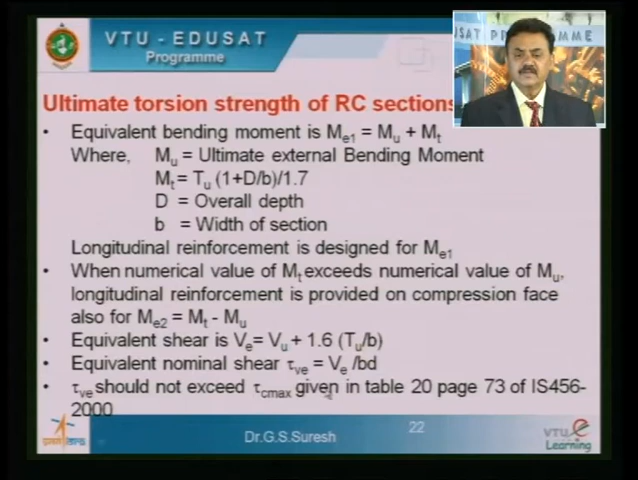 VTU - EDUSAT
Programme
USAT PROGRAMME
Ultimate torsion strength of RC sections
• Equivalent bending moment is Me1 = Mu + Mt
Where, Mu = Ultimate external Bending Moment
Mt = Tu (1+D/b)/1.7
D = Overall depth
b = Width of section
Longitudinal reinforcement is designed for Me1
• When numerical value of Mt exceeds numerical value of Mu,
longitudinal reinforcement is provided on compression face
also for Me2 = Mt - Mu
• Equivalent shear is Ve= Vu + 1.6 (Tu/b)
• Equivalent nominal shear τve = Ve /bd
• τve should not exceed τcmax given in table 20 page 73 of IS456-
2000
Dr.G.S.Suresh
22
VTU e
Learning